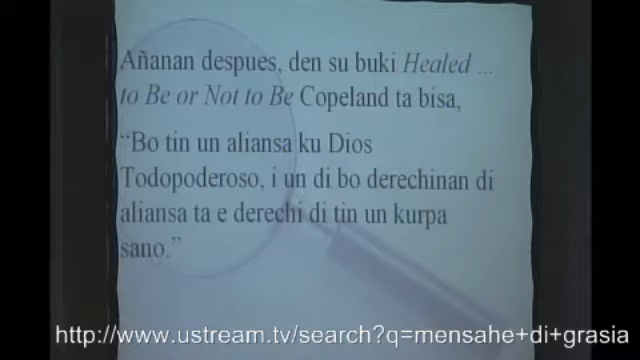 Añanan despues, den su buki Healed ...
to Be or Not to Be Copeland ta bisa,
“Bo tin un aliansa ku Dios
Todopoderoso, i un di bo derechinan di
aliansa ta e derechi di tin un kurpa
sano.”
http://www.ustream.tv/search?q=mensahe+di+grasia